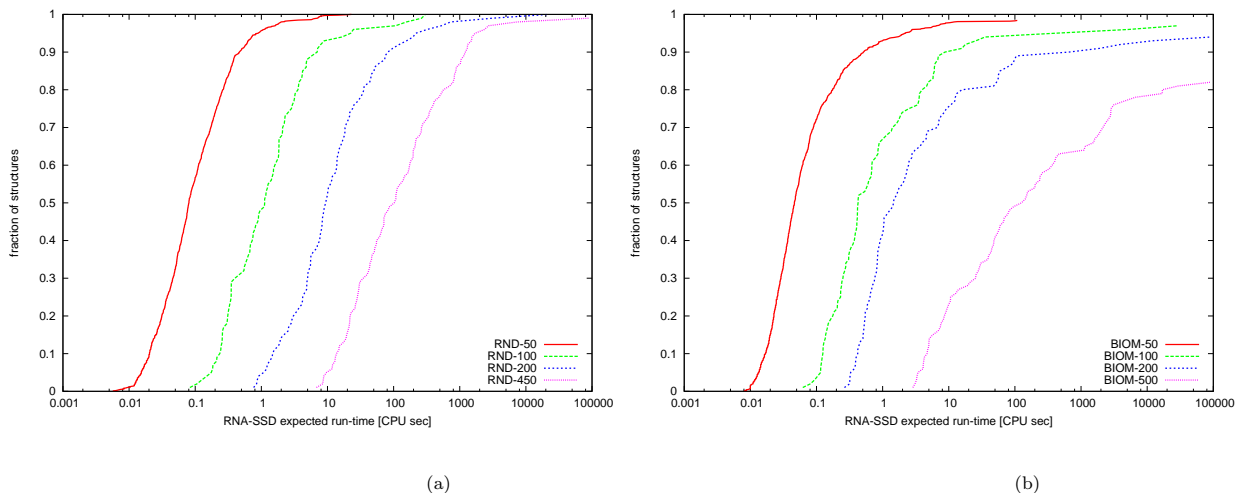 1
0.9
0.8
0.7
0.6
0.5
0.4
0.3
0.2
0.1
0
fraction of structures
0.001 0.01 0.1 1 10 100 1000 10000 100000
RNA-SSD expected run-time [CPU sec]
RND-50
RND-100
RND-200
RND-450
(a)
1
0.9
0.8
0.7
0.6
0.5
0.4
0.3
0.2
0.1
0
fraction of structures
0.001 0.01 0.1 1 10 100 1000 10000 100000
RNA-SSD expected run-time [CPU sec]
BIOM-50
BIOM-100
BIOM-200
BIOM-500
(b)